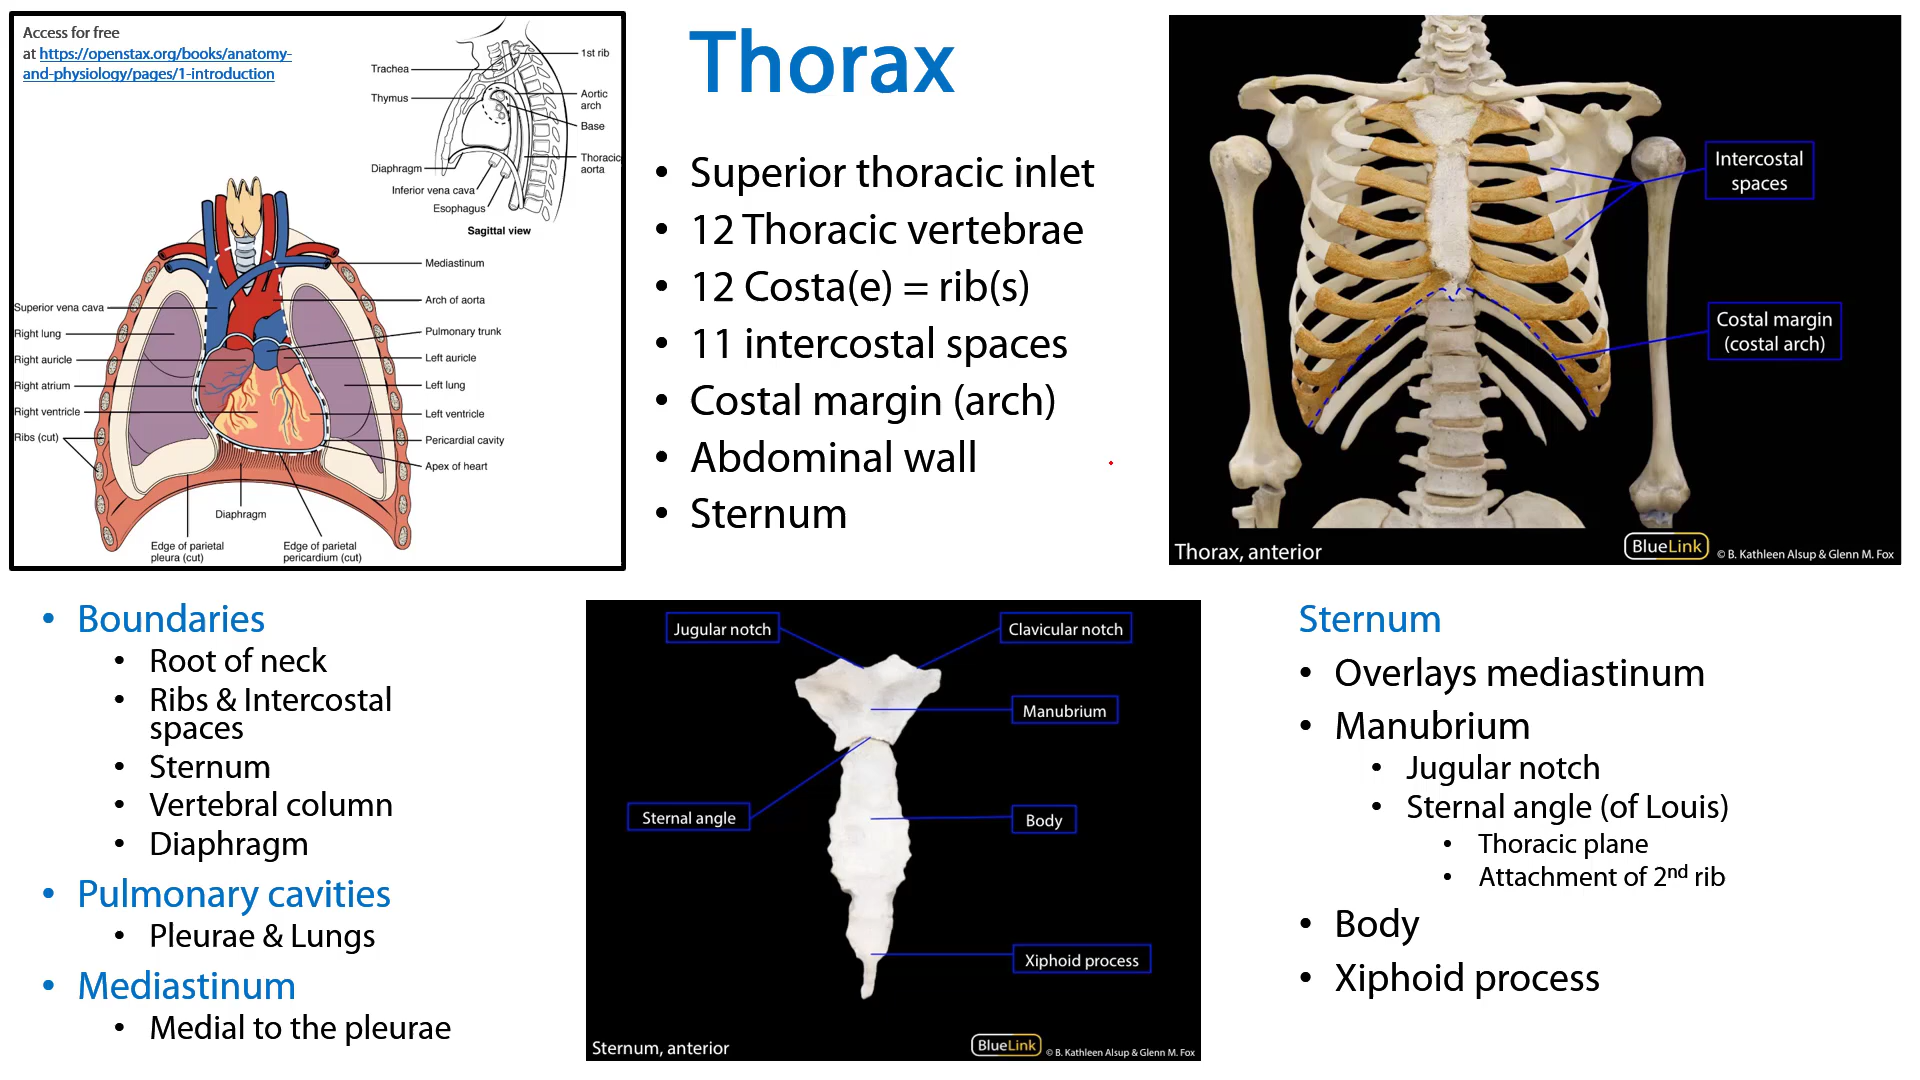 Access for free
at https://openstax.org/books/anatomy-
and-physiology/pages/1-introduction
1st rib
Trachea
Thymus
Aortic
arch
Base
Thoracic
aorta
Diaphragm
Inferior vena cava
Esophagus
Sagittal view
Mediastinum
Arch of aorta
Pulmonary trunk
Left auricle
Left lung
Left ventricle
Pericardial cavity
Apex of heart
Superior vena cava
Right lung
Right auricle
Right atrium
Right ventricle
Ribs (cut)
Diaphragm
Edge of parietal
pleura (cut)
Edge of parietal
pericardium (cut)
Thorax
• Superior thoracic inlet
• 12 Thoracic vertebrae
• 12 Costa(e) = rib(s)
• 11 intercostal spaces
• Costal margin (arch)
• Abdominal wall
• Sternum
Intercostal
spaces
Costal margin
(costal arch)
Thorax, anterior
BlueLink
© B. Kathleen Alsup & Glenn M. Fox
• Boundaries
• Root of neck
• Ribs & Intercostal
spaces
• Sternum
• Vertebral column
• Diaphragm
• Pulmonary cavities
• Pleurae & Lungs
• Mediastinum
• Medial to the pleurae
Jugular notch
Clavicular notch
Manubrium
Sternal angle
Body
Xiphoid process
Sternum, anterior
BlueLink
© B. Kathleen Alsup & Glenn M. Fox
Sternum
• Overlays mediastinum
• Manubrium
• Jugular notch
• Sternal angle (of Louis)
• Thoracic plane
• Attachment of 2nd rib
• Body
• Xiphoid process